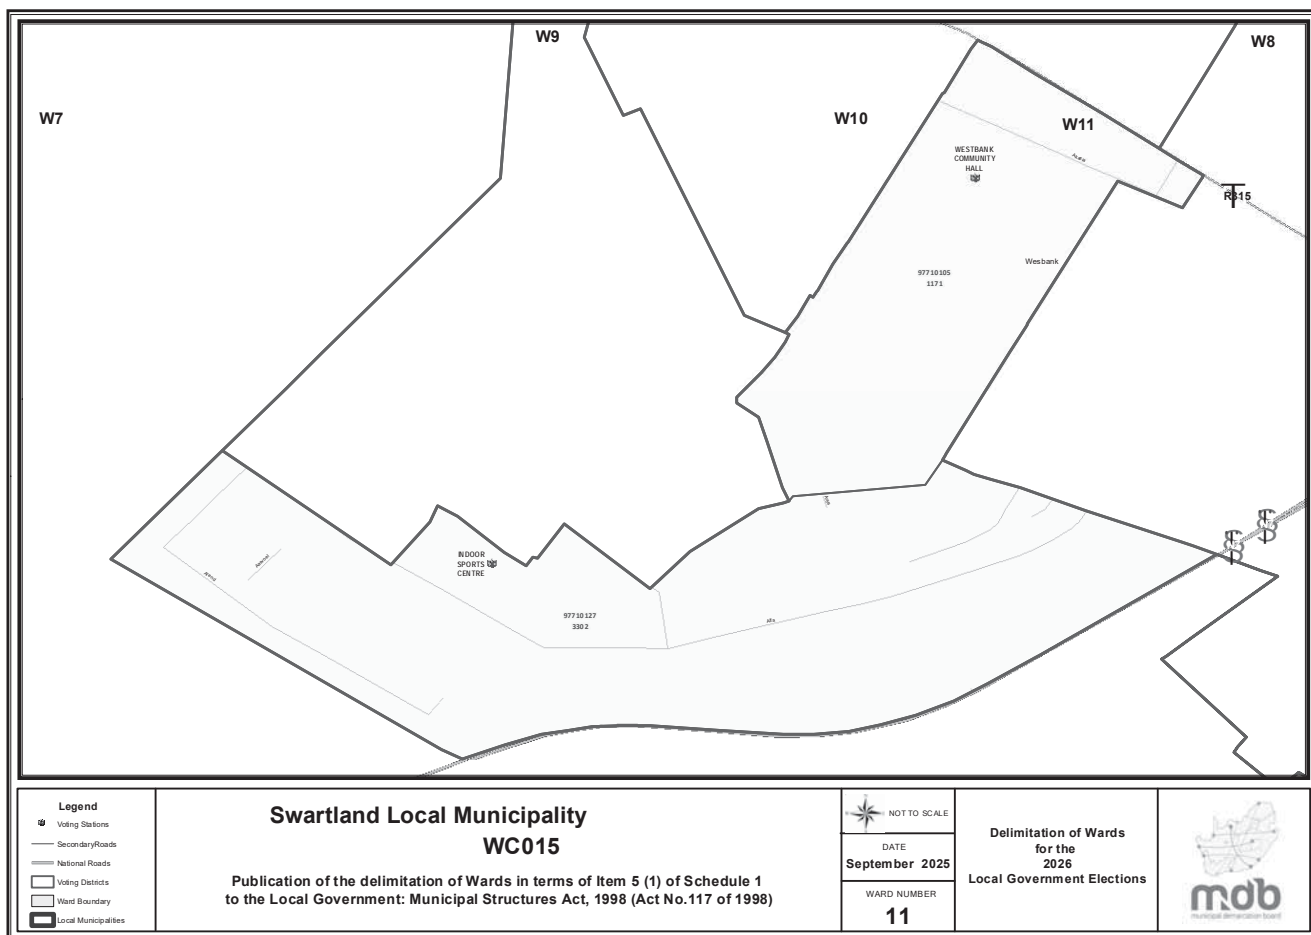 W9
W8
W7
W10
W11
WESTBANK
COMMUNITY
HALL
R315
Wesbank
97710105
1171
INDOOR
SPORTS
CENTRE
97710127
3302
Legend
Voting Stations
SecondaryRoads
National Roads
Voting Districts
Ward Boundary
Local Municipalities
Swartland Local Municipality
WC015
Publication of the delimitation of Wards in terms of Item 5 (1) of Schedule 1
to the Local Government: Municipal Structures Act, 1998 (Act No.117 of 1998)
NOT TO SCALE
DATE
September 2025
WARD NUMBER
11
Delimitation of Wards
for the
2026
Local Government Elections
mdb
municipal demarcation board